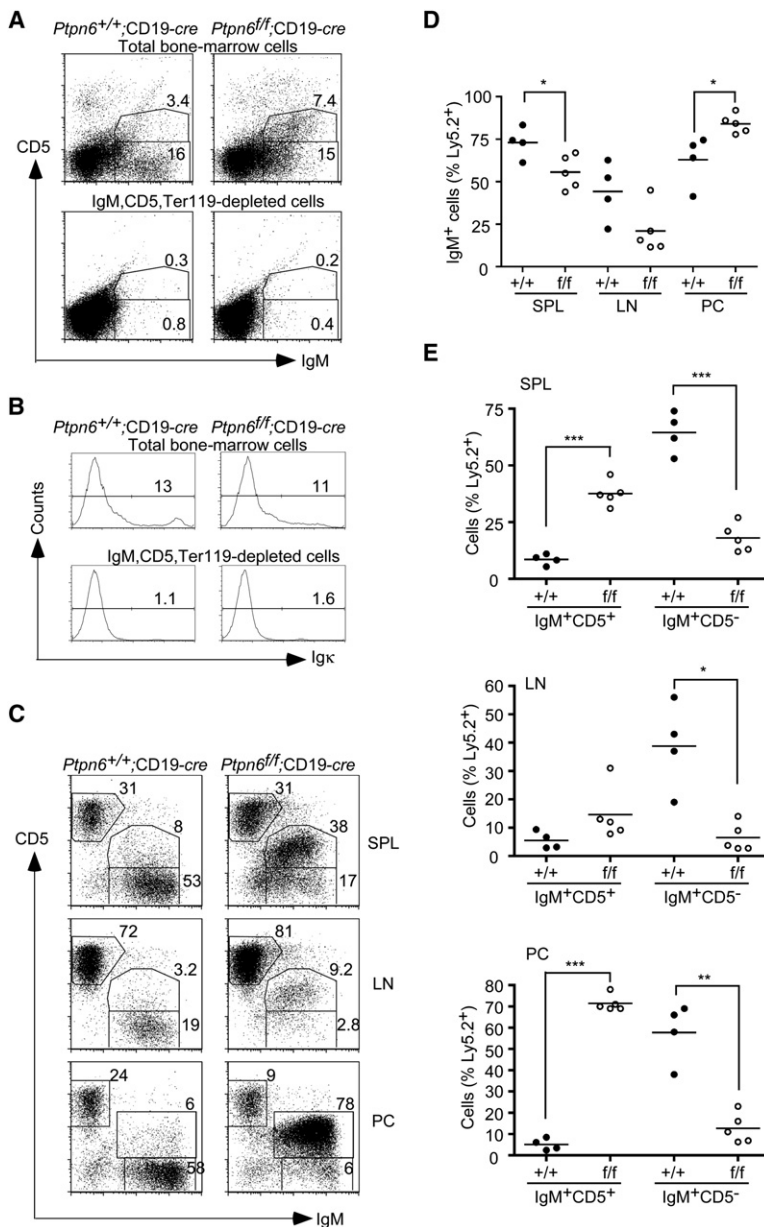 A
Ptpn6+/+;CD19-cre Ptpn6f/f;CD19-cre
Total bone-marrow cells
3.4 7.4
CD5
16 15
IgM,CD5,Ter119-depleted cells
0.3 0.2
0.8 0.4
IgM
B
Ptpn6+/+;CD19-cre Ptpn6f/f;CD19-cre
Total bone-marrow cells
13 11
Counts
IgM,CD5,Ter119-depleted cells
1.1 1.6
Igκ
C
Ptpn6+/+;CD19-cre Ptpn6f/f;CD19-cre
31 31
CD5
8 38
SPL
53 17
72 81
3.2 9.2
LN
19 2.8
24 9
6 78
PC
58 6
IgM
D
* *
100
75
50
25
0
IgM+ cells (% Ly5.2+)
+/+ f/f +/+ f/f +/+ f/f
SPL LN PC
E
SPL
*** ***
75
50
25
0
Cells (% Ly5.2+)
+/+ f/f +/+ f/f
IgM+CD5+ IgM+CD5-
LN
*
60
50
40
30
20
10
0
Cells (% Ly5.2+)
+/+ f/f +/+ f/f
IgM+CD5+ IgM+CD5-
PC
*** **
80
70
60
50
40
30
20
10
0
Cells (% Ly5.2+)
+/+ f/f +/+ f/f
IgM+CD5+ IgM+CD5-